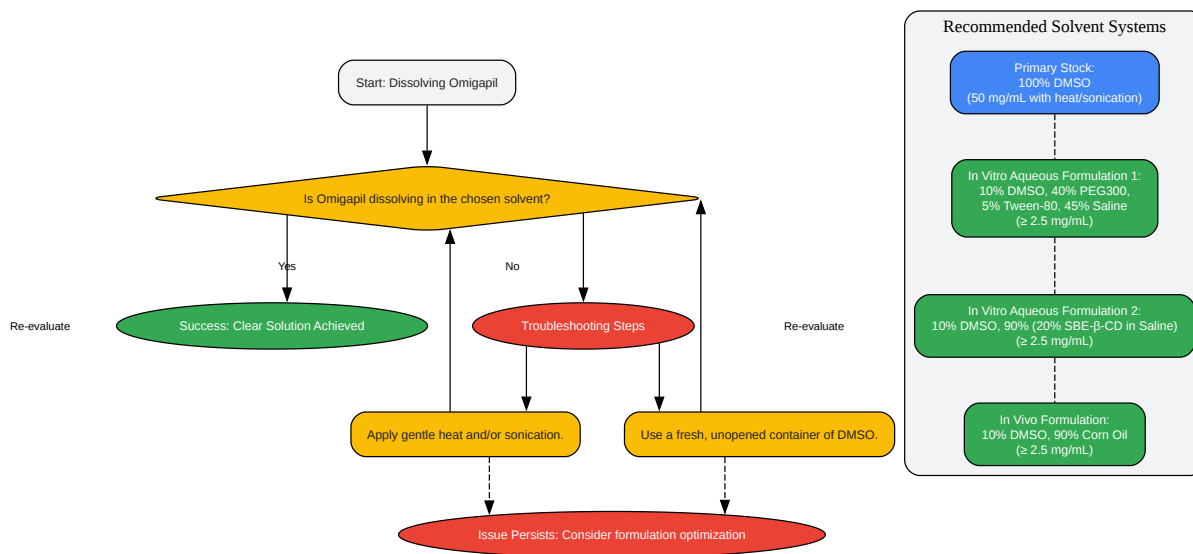 Start: Dissolving Omigapil
Is Omigapil dissolving in the chosen solvent?
Yes
No
Re-evaluate
Success: Clear Solution Achieved
Troubleshooting Steps
Re-evaluate
Apply gentle heat and/or sonication.
Use a fresh, unopened container of DMSO.
Issue Persists: Consider formulation optimization
Recommended Solvent Systems
Primary Stock:
100% DMSO
(50 mg/mL with heat/sonication)
In Vitro Aqueous Formulation 1:
10% DMSO, 40% PEG300,
5% Tween-80, 45% Saline
(≥ 2.5 mg/mL)
In Vitro Aqueous Formulation 2:
10% DMSO, 90% (20% SBE-β-CD in Saline)
(≥ 2.5 mg/mL)
In Vivo Formulation:
10% DMSO, 90% Corn Oil
(≥ 2.5 mg/mL)